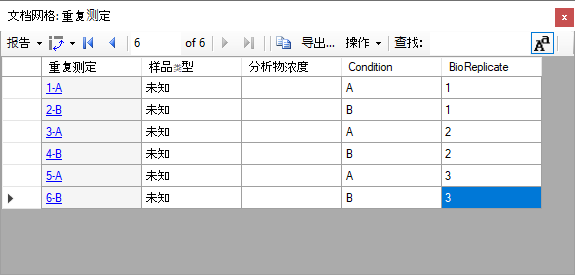 文档网格: 重复测定
报告 6 of 6 导出... 操作 查找: Aa
重复测定 样品类型 分析物浓度 Condition BioReplicate
1-A 未知 A 1
2-B 未知 B 1
3-A 未知 A 2
4-B 未知 B 2
5-A 未知 A 3
6-B 未知 B 3